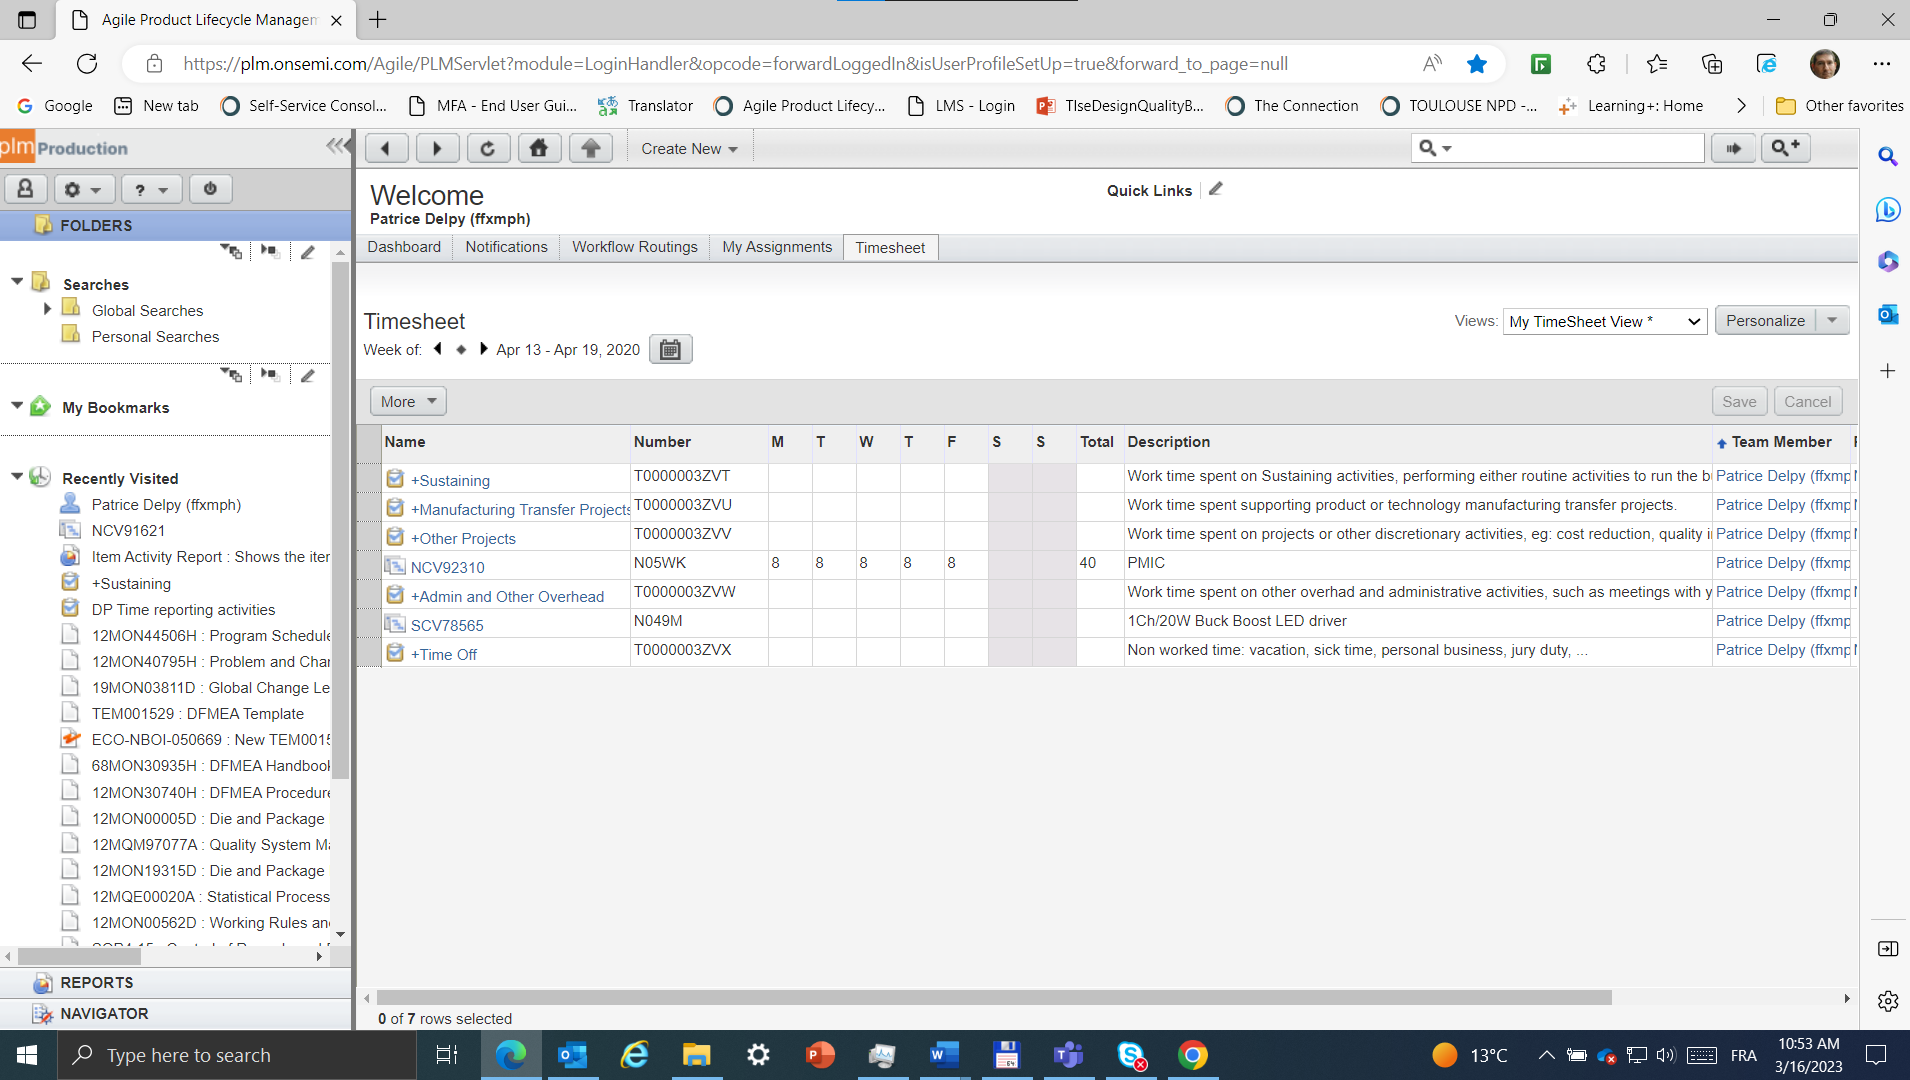 Agile Product Lifecycle Managem
https://plm.onsemi.com/Agile/PLMServlet?module=LoginHandler&opcode=forwardLoggedIn&isUserProfileSetUp=true&forward_to_page=null
Google New tab Self-Service Consol... MFA - End User Gui... Translator Agile Product Lifecy... LMS - Login TlseDesignQualityB... The Connection TOULOUSE NPD -... Learning+: Home Other favorites
plm Production
Create New
Welcome
Patrice Delpy (ffxmph)
Quick Links
FOLDERS
Dashboard Notifications Workflow Routings My Assignments Timesheet
Searches
Global Searches
Personal Searches
My Bookmarks
Recently Visited
Patrice Delpy (ffxmph)
NCV91621
Item Activity Report : Shows the iter
+Sustaining
DP Time reporting activities
12MON44506H : Program Schedule
12MON40795H : Problem and Char
19MON03811D : Global Change Le
TEM001529 : DFMEA Template
ECO-NBOI-050669 : New TEM0015
68MON30935H : DFMEA Handbook
12MON30740H : DFMEA Procedure
12MON00005D : Die and Package
12MQM97077A : Quality System Ma
12MON19315D : Die and Package
12MQE00020A : Statistical Process
12MON00562D : Working Rules and
REPORTS
NAVIGATOR
Timesheet
Views: My TimeSheet View * Personalize
Week of: Apr 13 - Apr 19, 2020
More Save Cancel
Name Number M T W T F S S Total Description Team Member
+Sustaining T0000003ZVT Work time spent on Sustaining activities, performing either routine activities to run the b Patrice Delpy (ffxmp
+Manufacturing Transfer Projects T0000003ZVU Work time spent supporting product or technology manufacturing transfer projects. Patrice Delpy (ffxmp
+Other Projects T0000003ZVV Work time spent on projects or other discretionary activities, eg: cost reduction, quality i Patrice Delpy (ffxmp
NCV92310 N05WK 8 8 8 8 8 40 PMIC Patrice Delpy (ffxmp
+Admin and Other Overhead T0000003ZVW Work time spent on other overhad and administrative activities, such as meetings with y Patrice Delpy (ffxmp
SCV78565 N049M 1Ch/20W Buck Boost LED driver Patrice Delpy (ffxmp
+Time Off T0000003ZVX Non worked time: vacation, sick time, personal business, jury duty, ... Patrice Delpy (ffxmp
0 of 7 rows selected
Type here to search
13°C
FRA
10:53 AM
3/16/2023